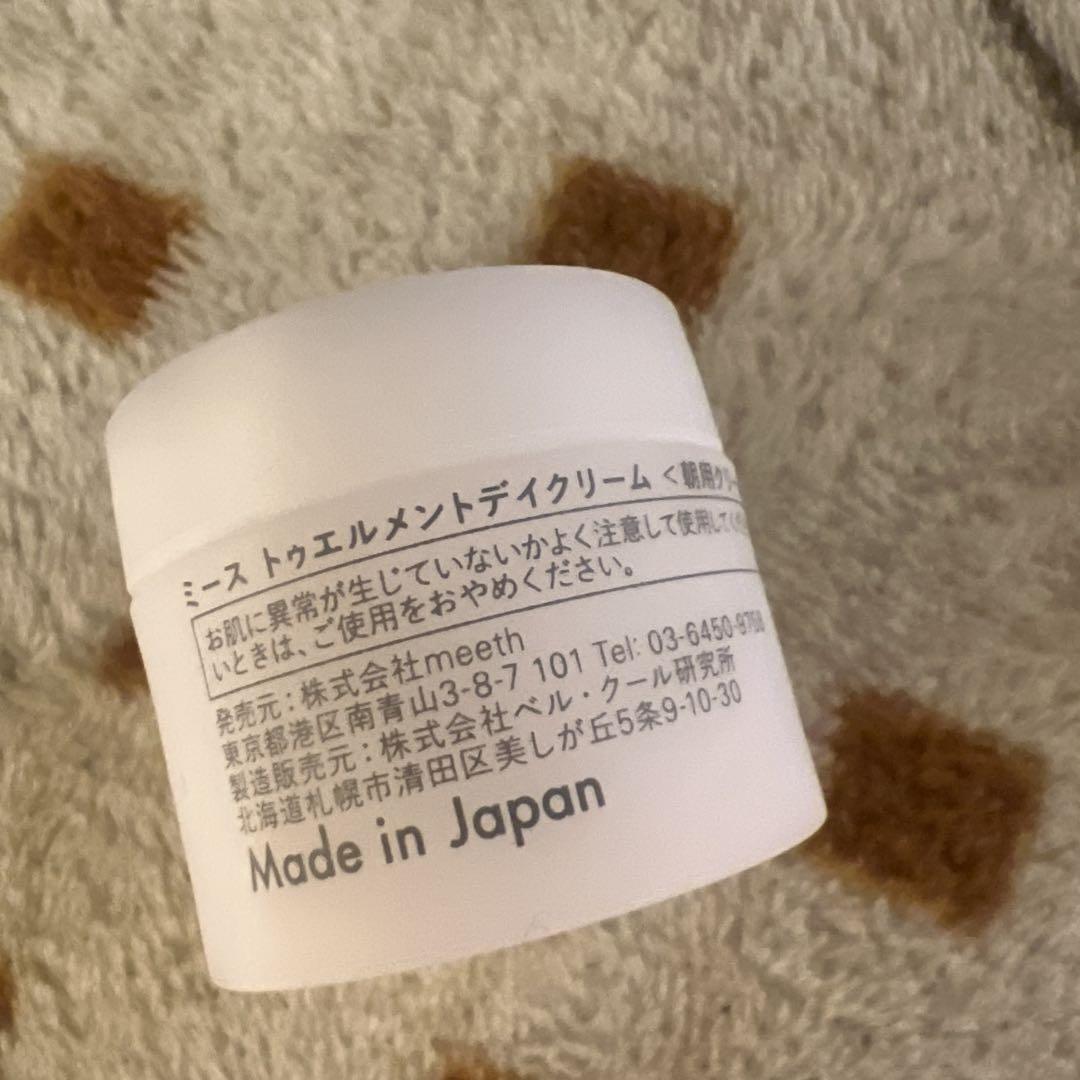 ミース トゥエルメントデイクリーム <朝用クリー
お肌に異常が生じていないかよく注意して使用してくだ
いときは、ご使用をおやめください。
発売元:株式会社meeth
東京都港区南青山3-8-7 101 Tel: 03-6450-9768
製造販売元:株式会社ベル・クール研究所
北海道札幌市清田区美しが丘5条9-10-30
Made in Japan